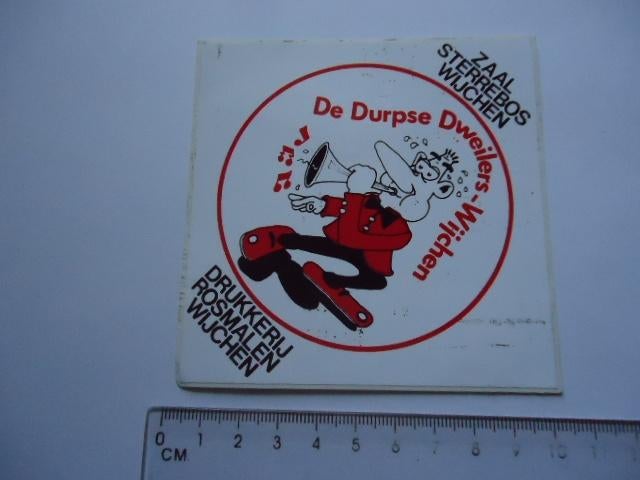 ZAAL
STERREBOS
WIJCHEN
De Durpse Dweilers-Wijchen
DRUKKERIJ
ROSMALEN
WIJCHEN
0 1 2 3 4 5 6 7 8 9 10 11
CM